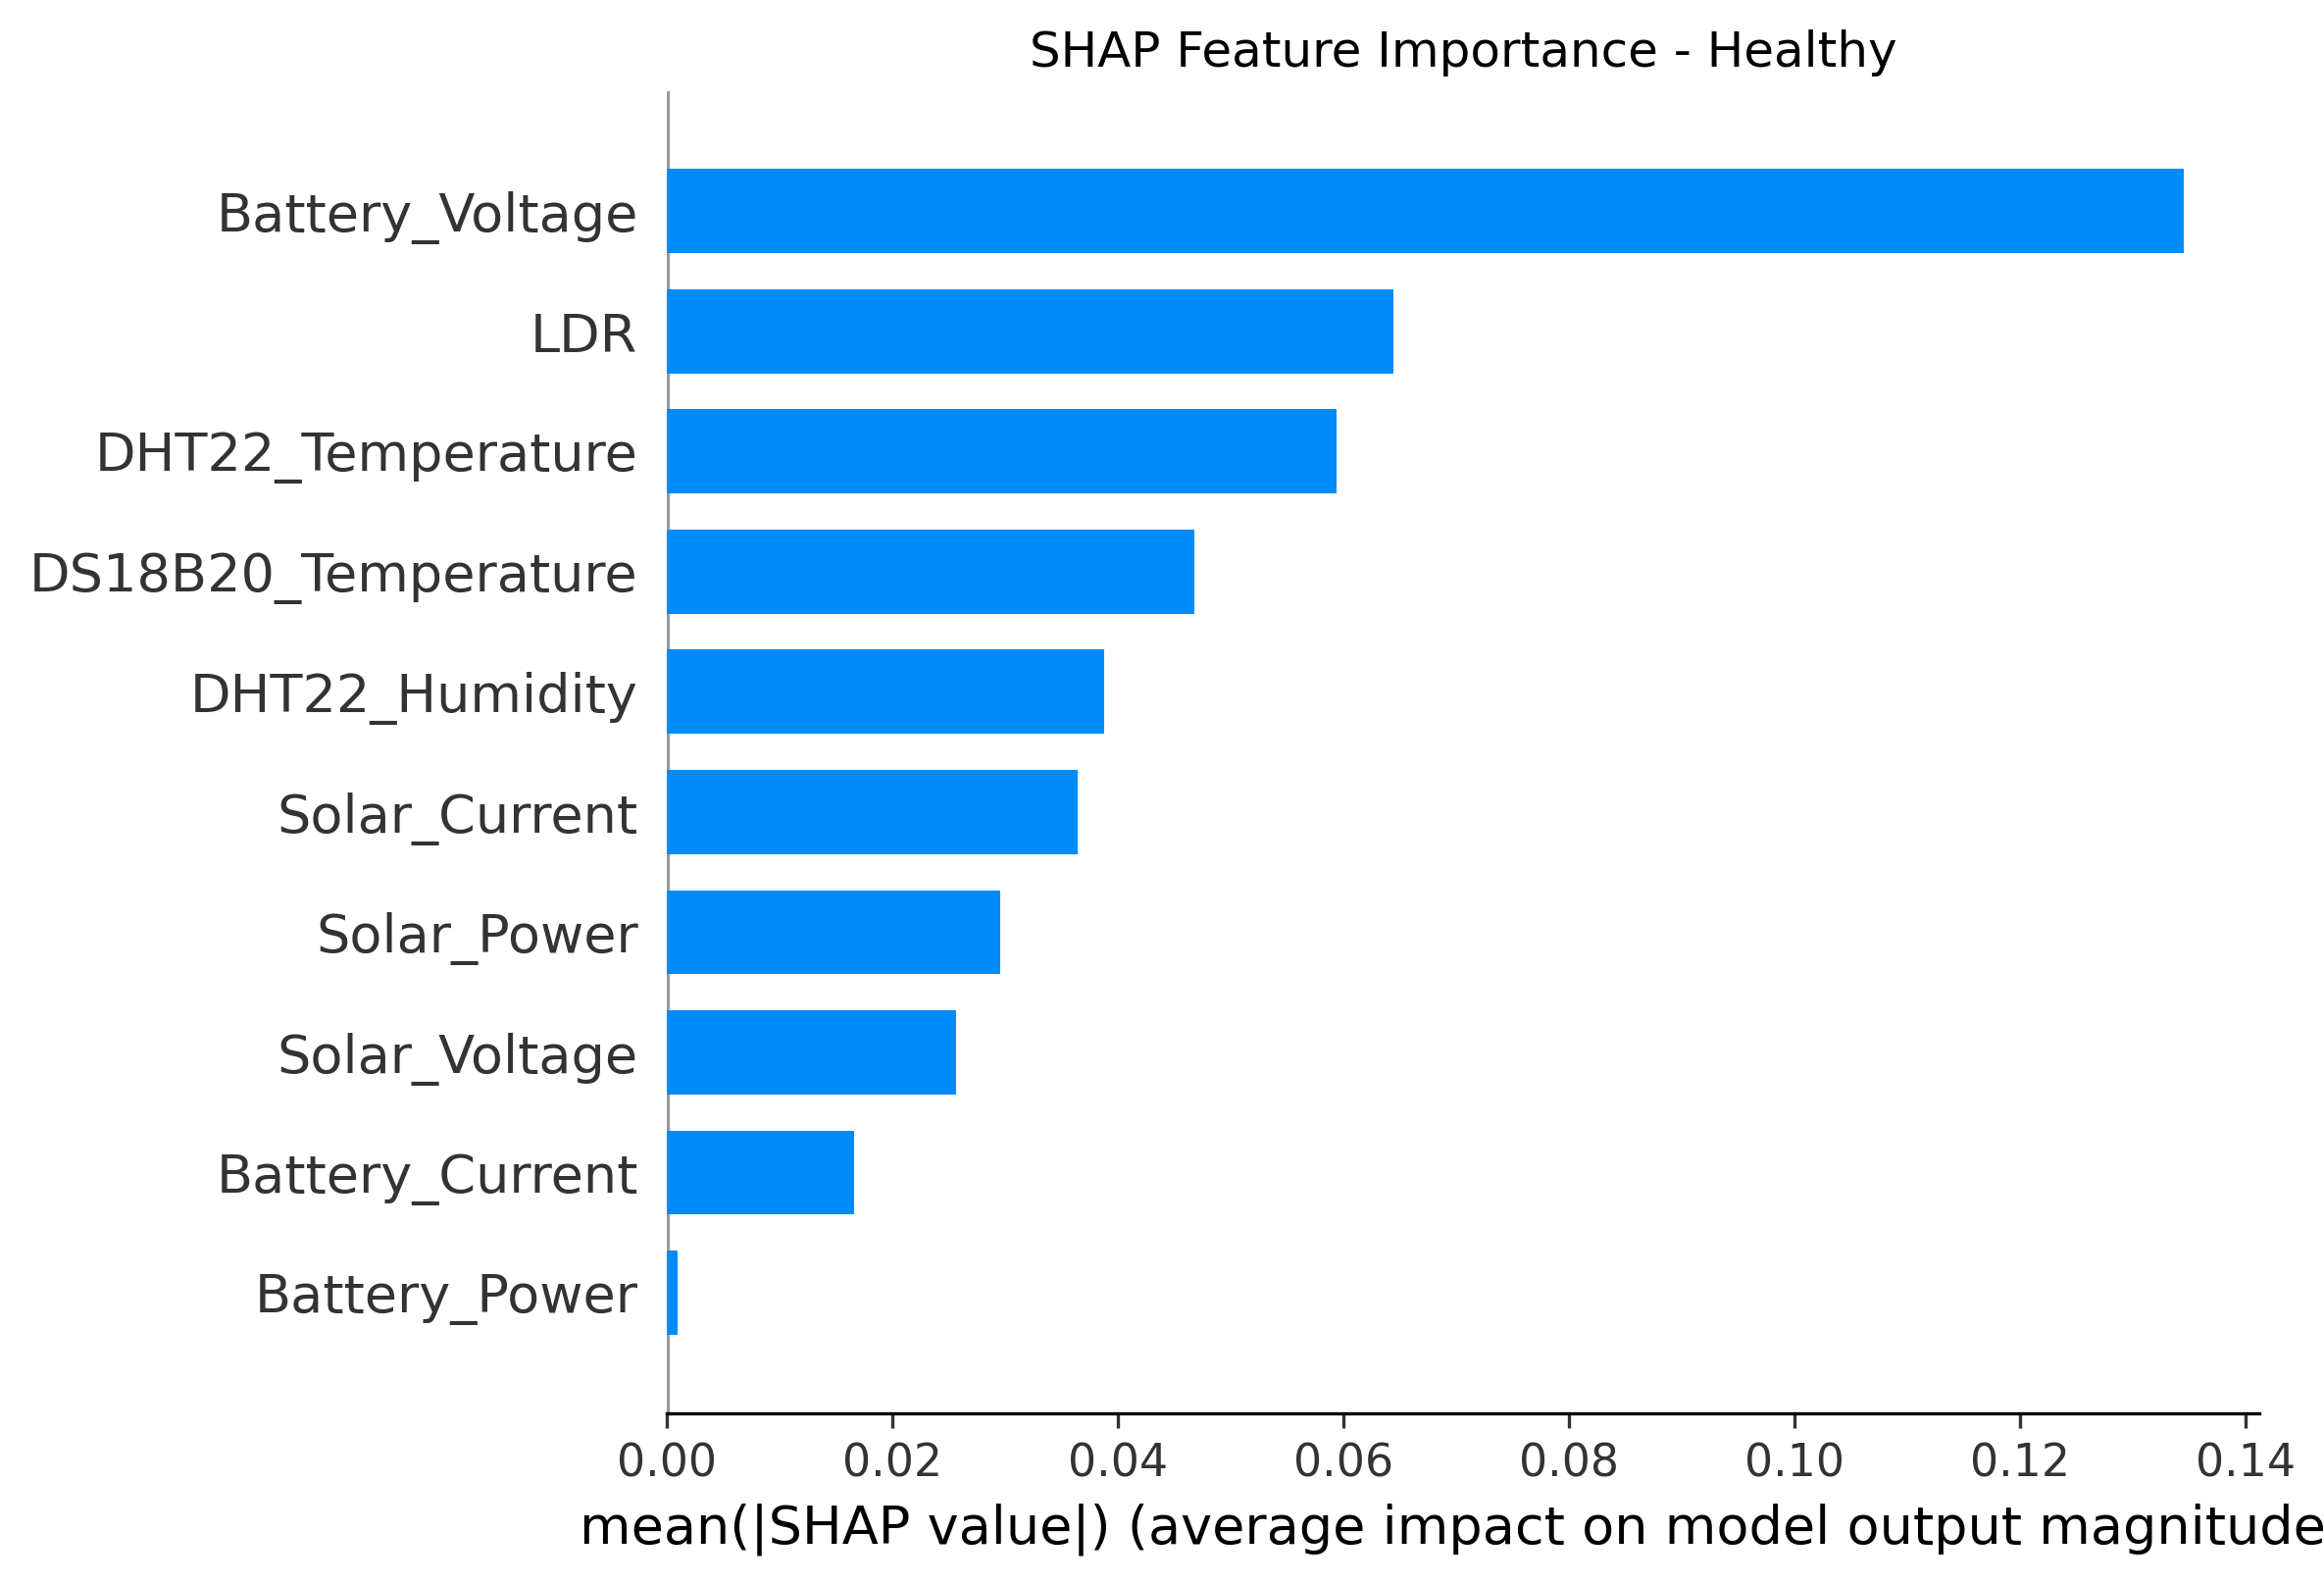 SHAP Feature Importance - Healthy
Battery_Voltage
LDR
DHT22_Temperature
DS18B20_Temperature
DHT22_Humidity
Solar_Current
Solar_Power
Solar_Voltage
Battery_Current
Battery_Power
0.00 0.02 0.04 0.06 0.08 0.10 0.12 0.14
mean(|SHAP value|) (average impact on model output magnitude